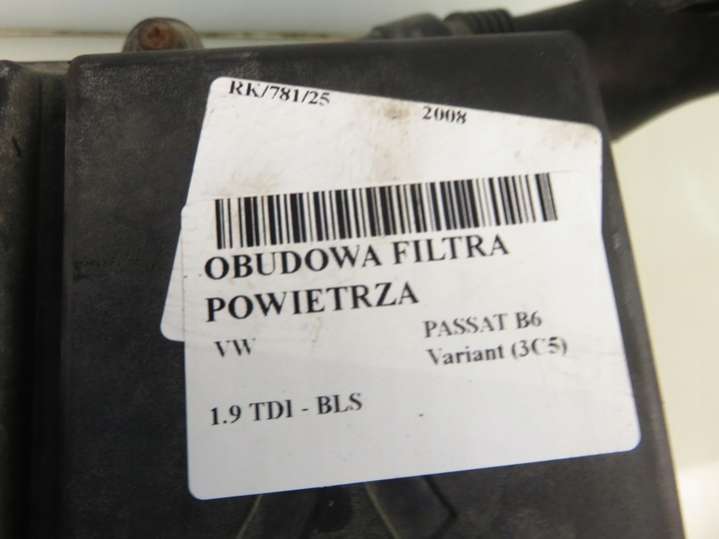 RK/781/25 2008
OBUDOWA FILTRA
POWIETRZA
VW PASSAT B6
Variant (3C5)
1.9 TDI - BLS